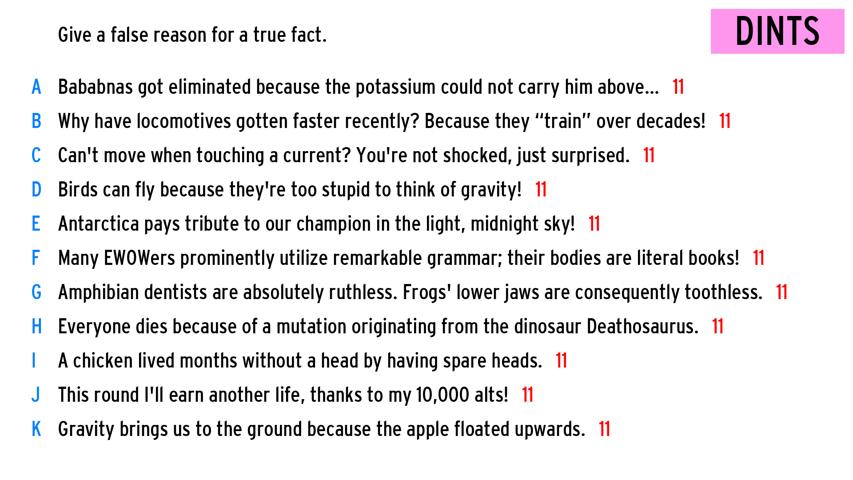 Give a false reason for a true fact.
DINTS
A Bababnas got eliminated because the potassium could not carry him above... 11
B Why have locomotives gotten faster recently? Because they “train” over decades! 11
C Can't move when touching a current? You're not shocked, just surprised. 11
D Birds can fly because they're too stupid to think of gravity! 11
E Antarctica pays tribute to our champion in the light, midnight sky! 11
F Many EWOWers prominently utilize remarkable grammar; their bodies are literal books! 11
G Amphibian dentists are absolutely ruthless. Frogs' lower jaws are consequently toothless. 11
H Everyone dies because of a mutation originating from the dinosaur Deathosaurus. 11
I A chicken lived months without a head by having spare heads. 11
J This round I'll earn another life, thanks to my 10,000 alts! 11
K Gravity brings us to the ground because the apple floated upwards. 11